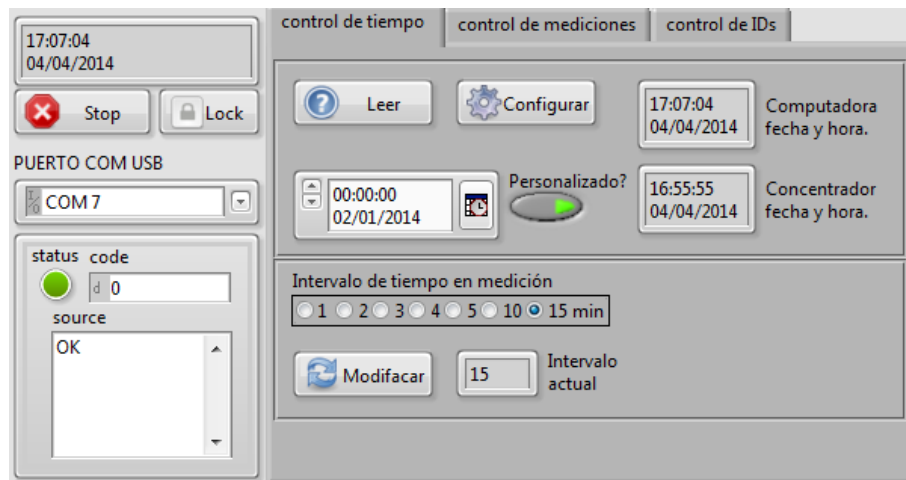 17:07:04
04/04/2014
Stop
Lock
PUERTO COM USB
I/O COM 7
status code
d 0
source
OK
control de tiempo
control de mediciones
control de IDs
Leer
Configurar
17:07:04
04/04/2014
Computadora
fecha y hora.
00:00:00
02/01/2014
Personalizado?
16:55:55
04/04/2014
Concentrador
fecha y hora.
Intervalo de tiempo en medición
1 2 3 4 5 10 15 min
Modifacar
15
Intervalo
actual